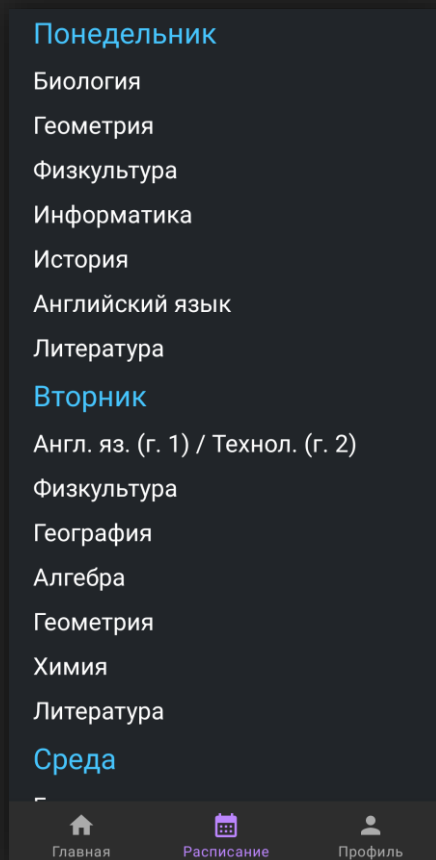 Понедельник
Биология
Геометрия
Физкультура
Информатика
История
Английский язык
Литература
Вторник
Англ. яз. (г. 1) / Технол. (г. 2)
Физкультура
География
Алгебра
Геометрия
Химия
Литература
Среда
Главная
Расписание
Профиль